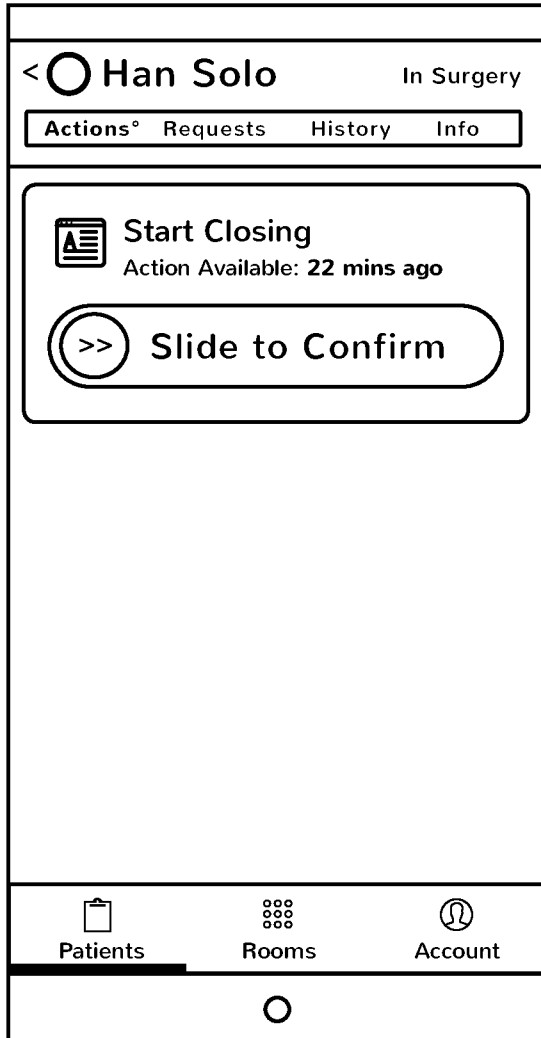 < Han Solo In Surgery
Actions° Requests History Info
Start Closing
Action Available: 22 mins ago
>> Slide to Confirm
Patients Rooms Account